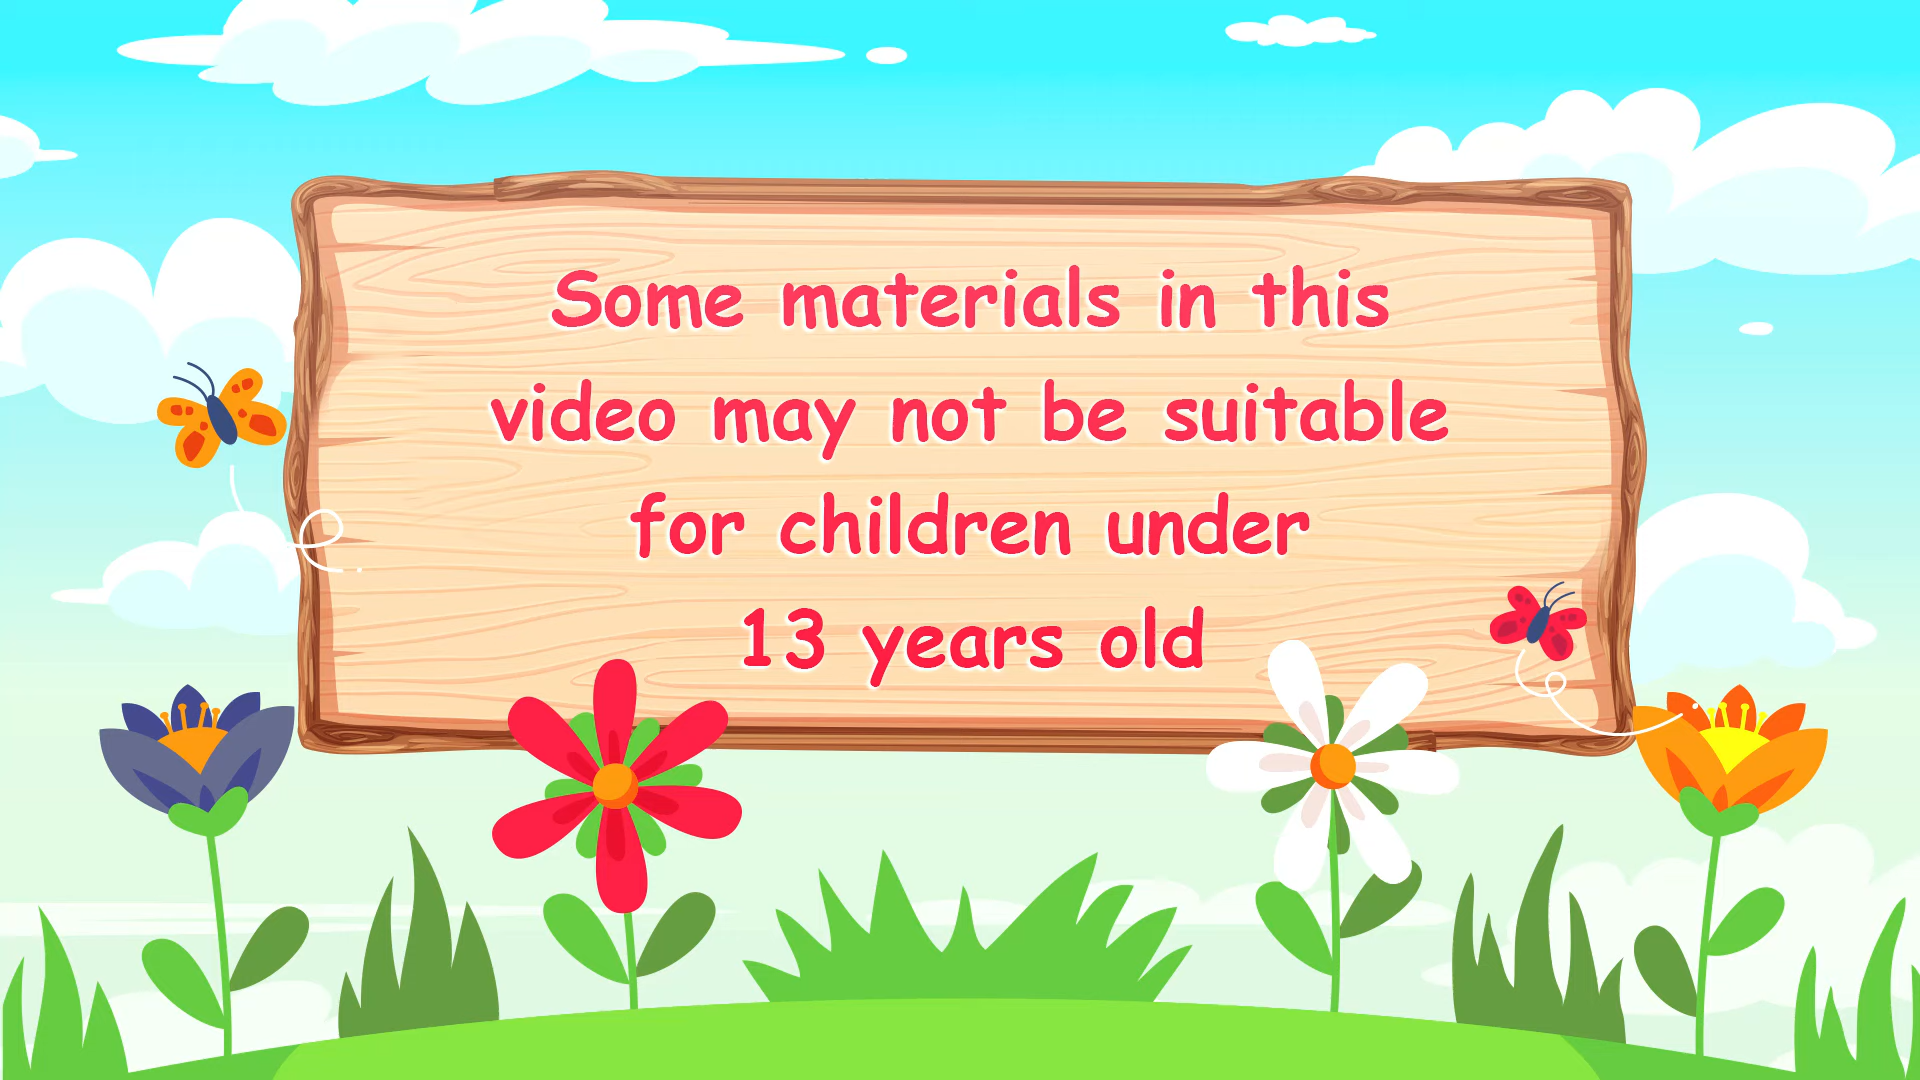 Some materials in this
video may not be suitable
for children under
13 years old